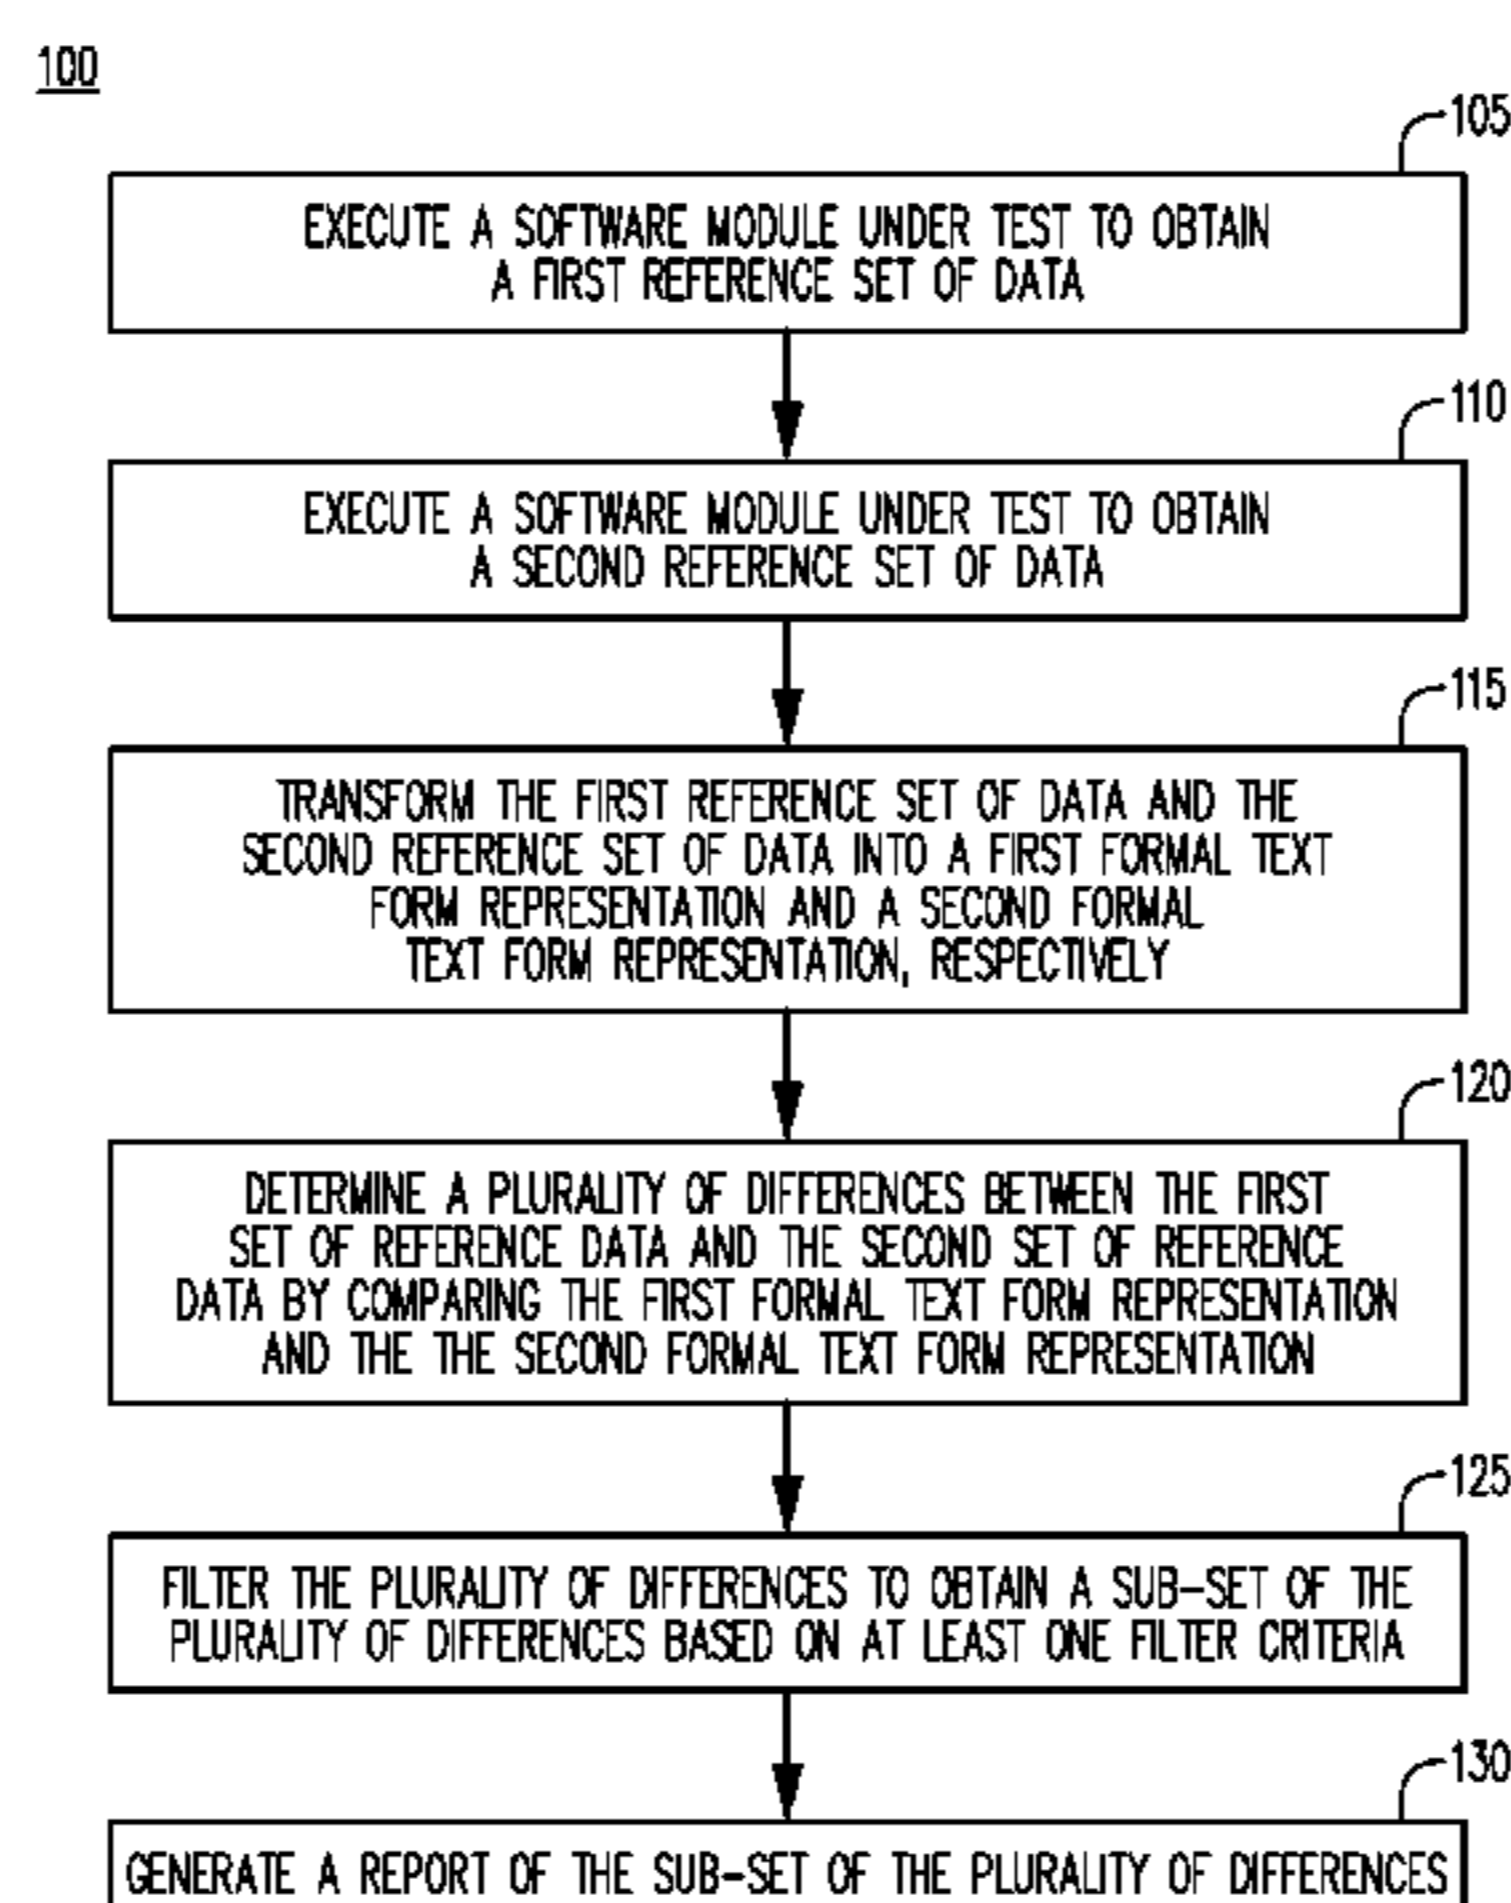 100
105
EXECUTE A SOFTWARE MODULE UNDER TEST TO OBTAIN
A FIRST REFERENCE SET OF DATA
110
EXECUTE A SOFTWARE MODULE UNDER TEST TO OBTAIN
A SECOND REFERENCE SET OF DATA
115
TRANSFORM THE FIRST REFERENCE SET OF DATA AND THE
SECOND REFERENCE SET OF DATA INTO A FIRST FORMAL TEXT
FORM REPRESENTATION AND A SECOND FORMAL
TEXT FORM REPRESENTATION, RESPECTIVELY
120
DETERMINE A PLURALITY OF DIFFERENCES BETWEEN THE FIRST
SET OF REFERENCE DATA AND THE SECOND SET OF REFERENCE
DATA BY COMPARING THE FIRST FORMAL TEXT FORM REPRESENTATION
AND THE THE SECOND FORMAL TEXT FORM REPRESENTATION
125
FILTER THE PLURALITY OF DIFFERENCES TO OBTAIN A SUB-SET OF THE
PLURALITY OF DIFFERENCES BASED ON AT LEAST ONE FILTER CRITERIA
130
GENERATE A REPORT OF THE SUB-SET OF THE PLURALITY OF DIFFERENCES